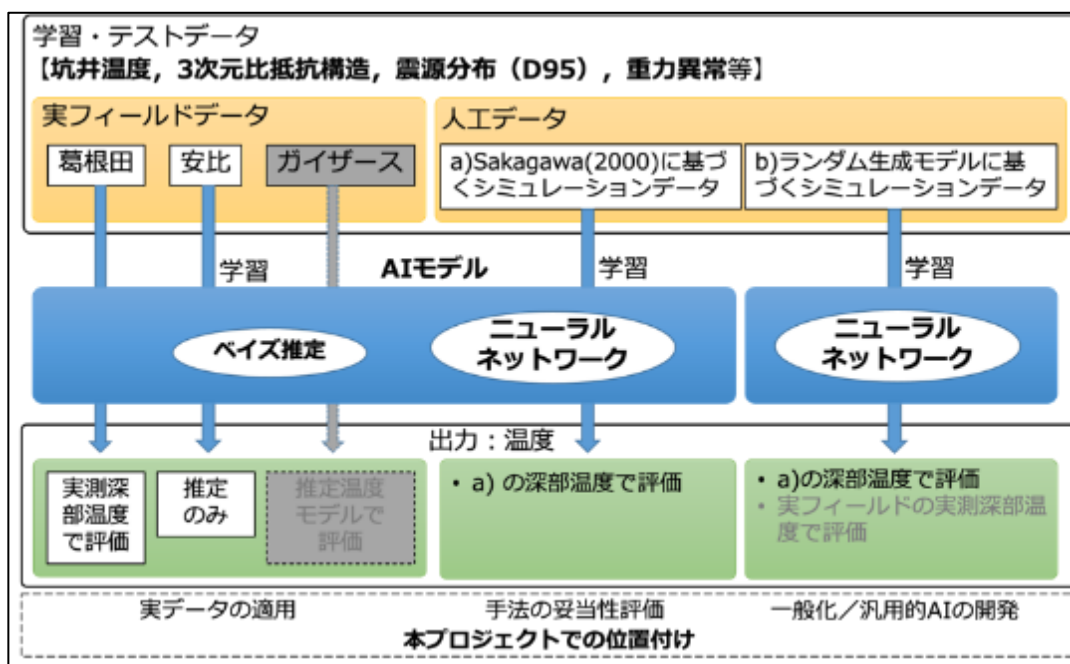 学習・テストデータ
【坑井温度，3次元比抵抗構造，震源分布（D95），重力異常等】
実フィールドデータ
葛根田
安比
ガイザース
人工データ
a)Sakagawa(2000)に基づ
くシミュレーションデータ
b)ランダム生成モデルに基
づくシミュレーションデータ
学習
AIモデル
学習
学習
ベイズ推定
ニューラル
ネットワーク
ニューラル
ネットワーク
出力：温度
実測深
部温度
で評価
推定
のみ
推定温度
モデルで
評価
• a) の深部温度で評価
• a)の深部温度で評価
• 実フィールドの実測深部温
度で評価
実データの適用
手法の妥当性評価
一般化／汎用的AIの開発
本プロジェクトでの位置付け